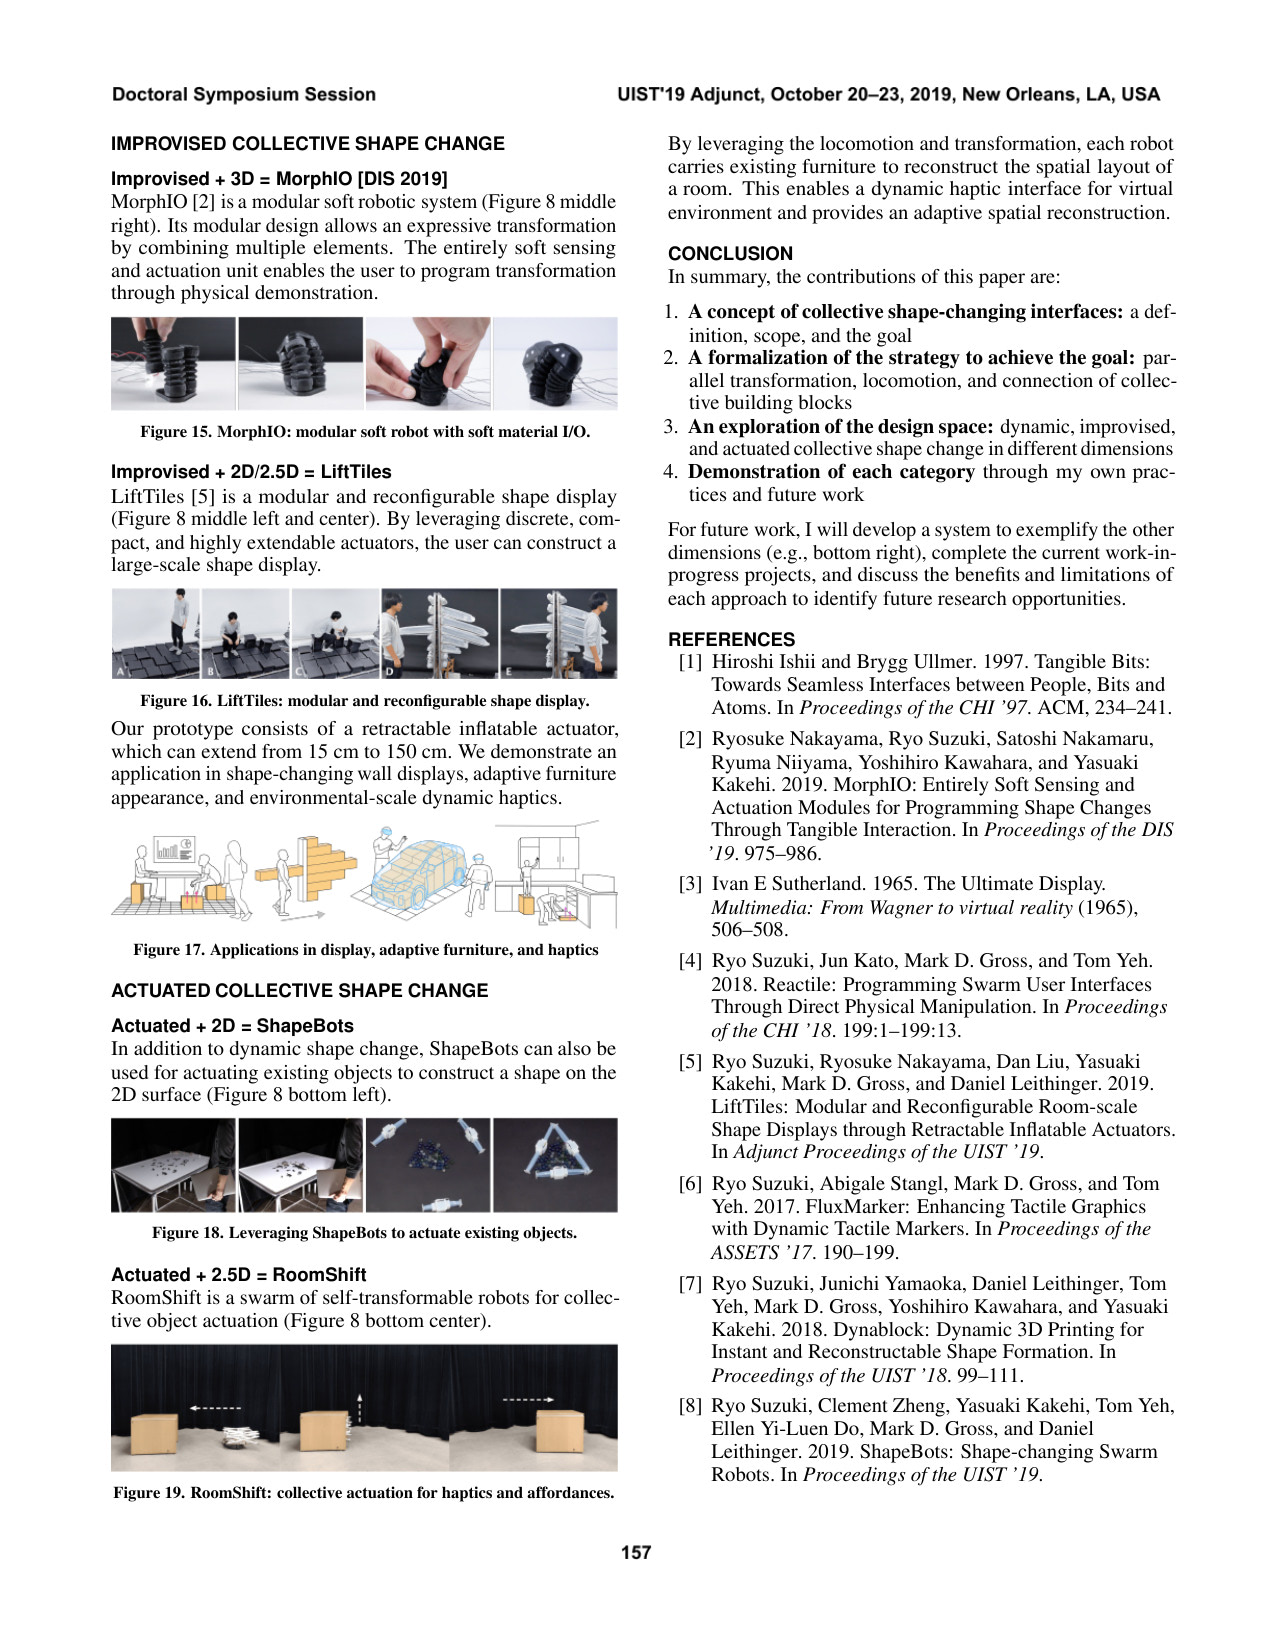 Doctoral Symposium Session
UIST'19 Adjunct, October 20–23, 2019, New Orleans, LA, USA
IMPROVISED COLLECTIVE SHAPE CHANGE
Improvised + 3D = MorphIO [DIS 2019]
MorphIO [2] is a modular soft robotic system (Figure 8 middle
right). Its modular design allows an expressive transformation
by combining multiple elements. The entirely soft sensing
and actuation unit enables the user to program transformation
through physical demonstration.
Figure 15. MorphIO: modular soft robot with soft material I/O.
Improvised + 2D/2.5D = LiftTiles
LiftTiles [5] is a modular and reconfigurable shape display
(Figure 8 middle left and center). By leveraging discrete, com-
pact, and highly extendable actuators, the user can construct a
large-scale shape display.
A
B
C
D
E
Figure 16. LiftTiles: modular and reconfigurable shape display.
Our prototype consists of a retractable inflatable actuator,
which can extend from 15 cm to 150 cm. We demonstrate an
application in shape-changing wall displays, adaptive furniture
appearance, and environmental-scale dynamic haptics.
Figure 17. Applications in display, adaptive furniture, and haptics
ACTUATED COLLECTIVE SHAPE CHANGE
Actuated + 2D = ShapeBots
In addition to dynamic shape change, ShapeBots can also be
used for actuating existing objects to construct a shape on the
2D surface (Figure 8 bottom left).
Figure 18. Leveraging ShapeBots to actuate existing objects.
Actuated + 2.5D = RoomShift
RoomShift is a swarm of self-transformable robots for collec-
tive object actuation (Figure 8 bottom center).
Figure 19. RoomShift: collective actuation for haptics and affordances.
By leveraging the locomotion and transformation, each robot
carries existing furniture to reconstruct the spatial layout of
a room. This enables a dynamic haptic interface for virtual
environment and provides an adaptive spatial reconstruction.
CONCLUSION
In summary, the contributions of this paper are:
1. A concept of collective shape-changing interfaces: a def-
inition, scope, and the goal
2. A formalization of the strategy to achieve the goal: par-
allel transformation, locomotion, and connection of collec-
tive building blocks
3. An exploration of the design space: dynamic, improvised,
and actuated collective shape change in different dimensions
4. Demonstration of each category through my own prac-
tices and future work
For future work, I will develop a system to exemplify the other
dimensions (e.g., bottom right), complete the current work-in-
progress projects, and discuss the benefits and limitations of
each approach to identify future research opportunities.
REFERENCES
[1] Hiroshi Ishii and Brygg Ullmer. 1997. Tangible Bits:
Towards Seamless Interfaces between People, Bits and
Atoms. In Proceedings of the CHI ’97. ACM, 234–241.
[2] Ryosuke Nakayama, Ryo Suzuki, Satoshi Nakamaru,
Ryuma Niiyama, Yoshihiro Kawahara, and Yasuaki
Kakehi. 2019. MorphIO: Entirely Soft Sensing and
Actuation Modules for Programming Shape Changes
Through Tangible Interaction. In Proceedings of the DIS
’19. 975–986.
[3] Ivan E Sutherland. 1965. The Ultimate Display.
Multimedia: From Wagner to virtual reality (1965),
506–508.
[4] Ryo Suzuki, Jun Kato, Mark D. Gross, and Tom Yeh.
2018. Reactile: Programming Swarm User Interfaces
Through Direct Physical Manipulation. In Proceedings
of the CHI ’18. 199:1–199:13.
[5] Ryo Suzuki, Ryosuke Nakayama, Dan Liu, Yasuaki
Kakehi, Mark D. Gross, and Daniel Leithinger. 2019.
LiftTiles: Modular and Reconfigurable Room-scale
Shape Displays through Retractable Inflatable Actuators.
In Adjunct Proceedings of the UIST ’19.
[6] Ryo Suzuki, Abigale Stangl, Mark D. Gross, and Tom
Yeh. 2017. FluxMarker: Enhancing Tactile Graphics
with Dynamic Tactile Markers. In Proceedings of the
ASSETS ’17. 190–199.
[7] Ryo Suzuki, Junichi Yamaoka, Daniel Leithinger, Tom
Yeh, Mark D. Gross, Yoshihiro Kawahara, and Yasuaki
Kakehi. 2018. Dynablock: Dynamic 3D Printing for
Instant and Reconstructable Shape Formation. In
Proceedings of the UIST ’18. 99–111.
[8] Ryo Suzuki, Clement Zheng, Yasuaki Kakehi, Tom Yeh,
Ellen Yi-Luen Do, Mark D. Gross, and Daniel
Leithinger. 2019. ShapeBots: Shape-changing Swarm
Robots. In Proceedings of the UIST ’19.
157